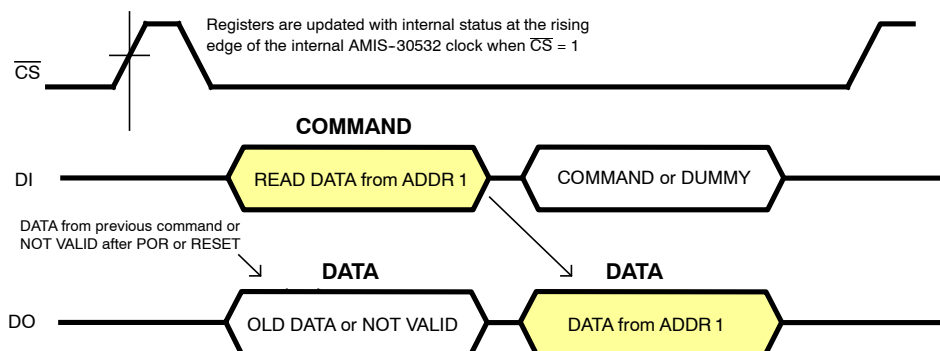 Registers are updated with internal status at the rising
edge of the internal AMIS-30532 clock when CS = 1
CS
COMMAND
DI
READ DATA from ADDR 1
COMMAND or DUMMY
DATA from previous command or
NOT VALID after POR or RESET
DATA
DATA
DO
OLD DATA or NOT VALID
DATA from ADDR 1